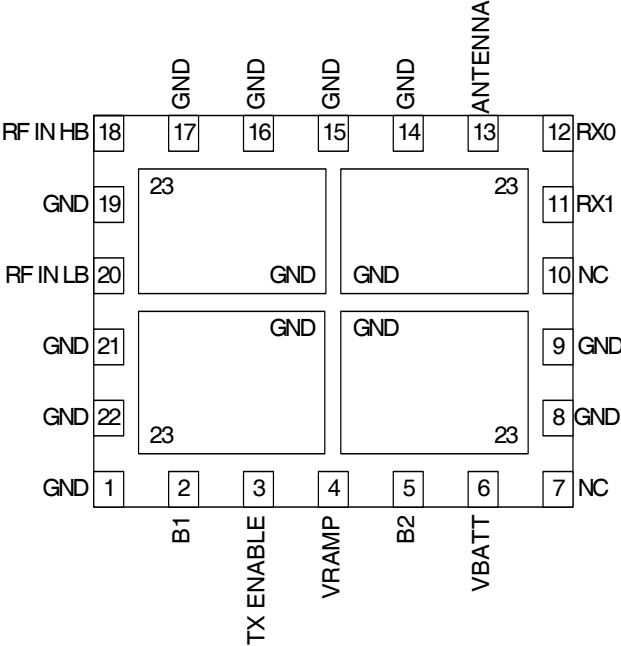 GND
GND
GND
GND
ANTENNA
RF IN HB 18 17 16 15 14 13 12 RX0
23 23
GND 19 11 RX1
RF IN LB 20 GND GND 10 NC
GND 21 GND GND 9 GND
GND 22 8 GND
23 23
GND 1 2 3 4 5 6 7 NC
B1
TX ENABLE
VRAMP
B2
VBATT